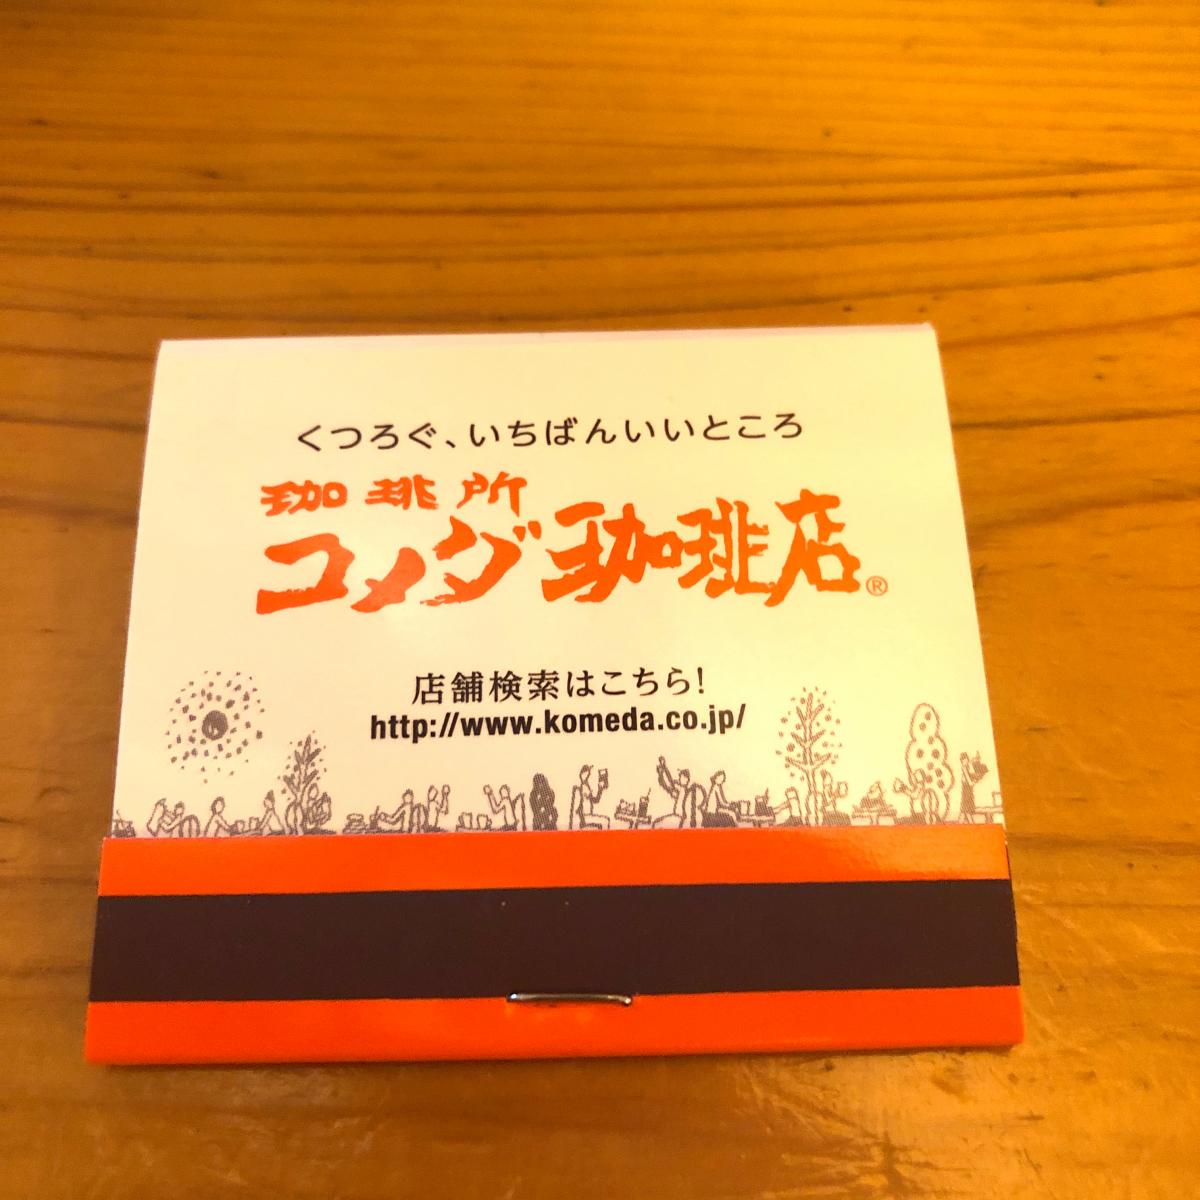 くつろぐ、いちばんいいところ
珈琲所
コメダ珈琲店®
店舗検索はこちら!
http://www.komeda.co.jp/